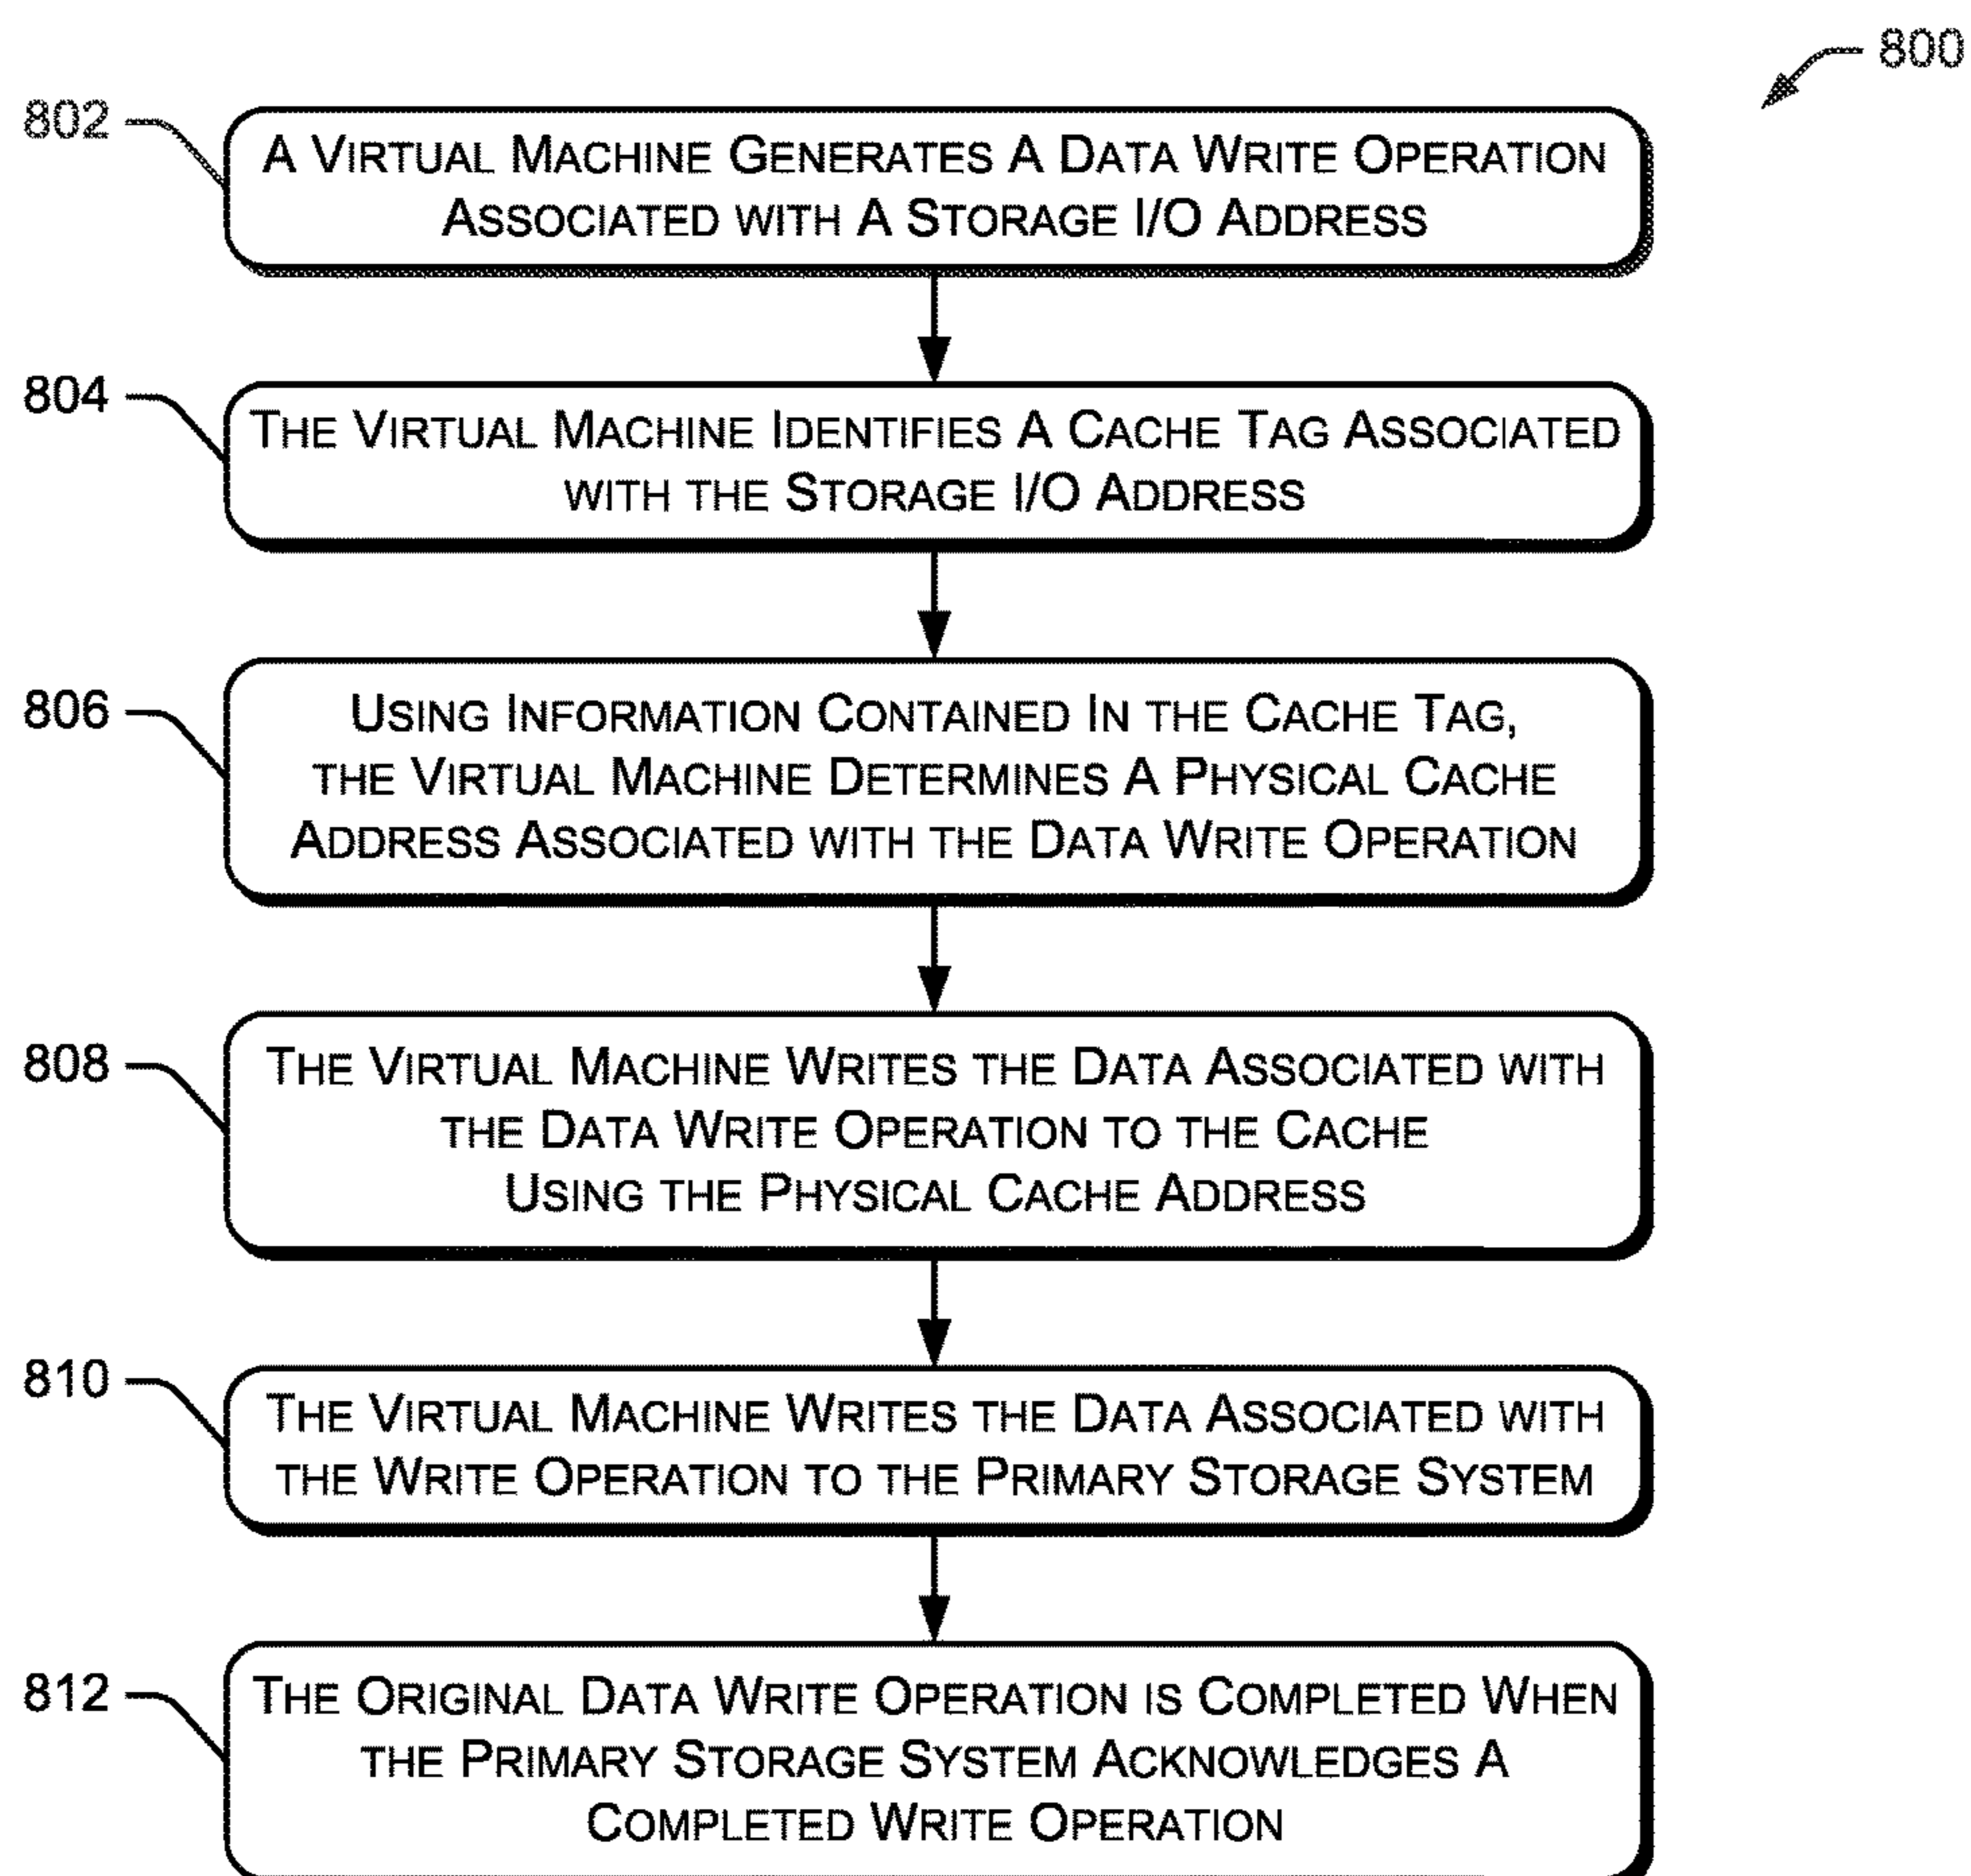 800
802
A VIRTUAL MACHINE GENERATES A DATA WRITE OPERATION
ASSOCIATED WITH A STORAGE I/O ADDRESS
804
THE VIRTUAL MACHINE IDENTIFIES A CACHE TAG ASSOCIATED
WITH THE STORAGE I/O ADDRESS
806
USING INFORMATION CONTAINED IN THE CACHE TAG,
THE VIRTUAL MACHINE DETERMINES A PHYSICAL CACHE
ADDRESS ASSOCIATED WITH THE DATA WRITE OPERATION
808
THE VIRTUAL MACHINE WRITES THE DATA ASSOCIATED WITH
THE DATA WRITE OPERATION TO THE CACHE
USING THE PHYSICAL CACHE ADDRESS
810
THE VIRTUAL MACHINE WRITES THE DATA ASSOCIATED WITH
THE WRITE OPERATION TO THE PRIMARY STORAGE SYSTEM
812
THE ORIGINAL DATA WRITE OPERATION IS COMPLETED WHEN
THE PRIMARY STORAGE SYSTEM ACKNOWLEDGES A
COMPLETED WRITE OPERATION